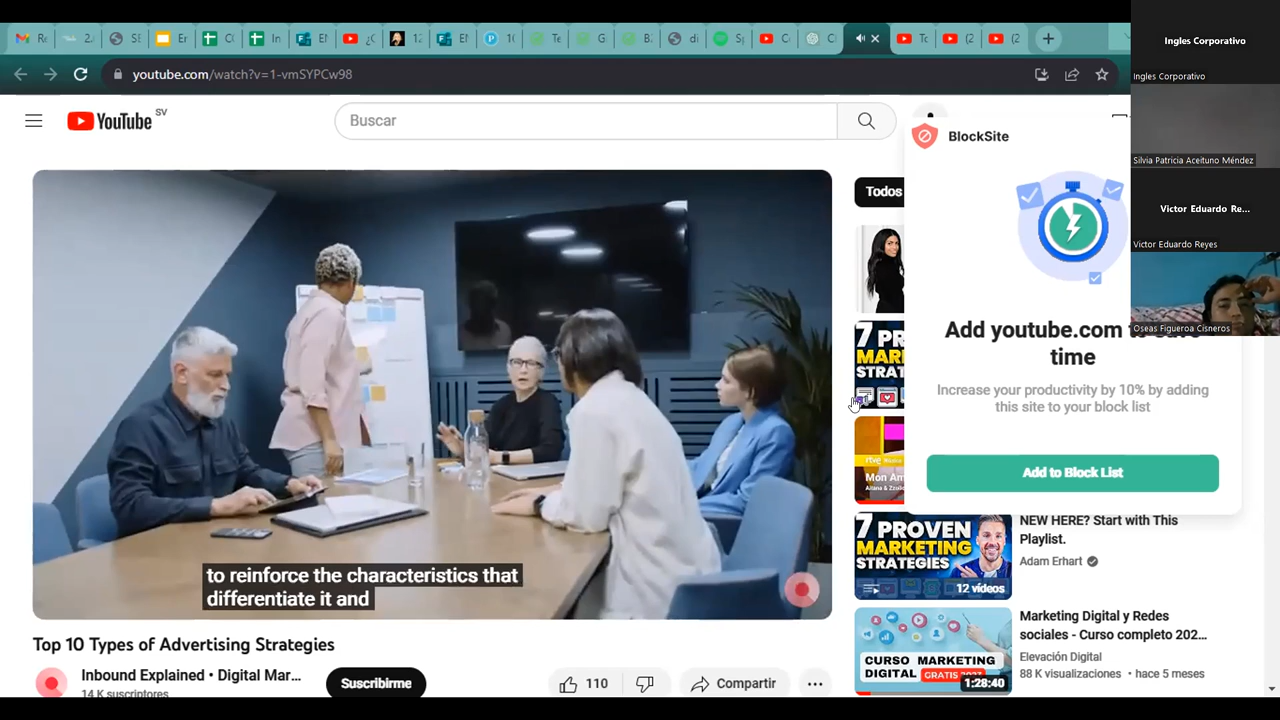 youtube.com/watch?v=1-vmSYPCw98
YouTube
SV
Buscar
BlockSite
Add youtube.com to save
time
Increase your productivity by 10% by adding
this site to your block list
Add to Block List
Ingles Corporativo
Ingles Corporativo
Silvia Patricia Aceituno Méndez
Victor Eduardo Re...
Victor Eduardo Reyes
Oseas Figueroa Cisneros
Todos
to reinforce the characteristics that
differentiate it and
Top 10 Types of Advertising Strategies
Inbound Explained • Digital Mar...
14 K suscriptores
Suscribirme
110
Compartir
7 PROVEN
MARKETING
STRATEGIES
12 vídeos
NEW HERE? Start with This
Playlist.
Adam Erhart
CURSO MARKETING
DIGITAL
1:28:40
Marketing Digital y Redes
sociales - Curso completo 202...
Elevación Digital
88 K visualizaciones • hace 5 meses